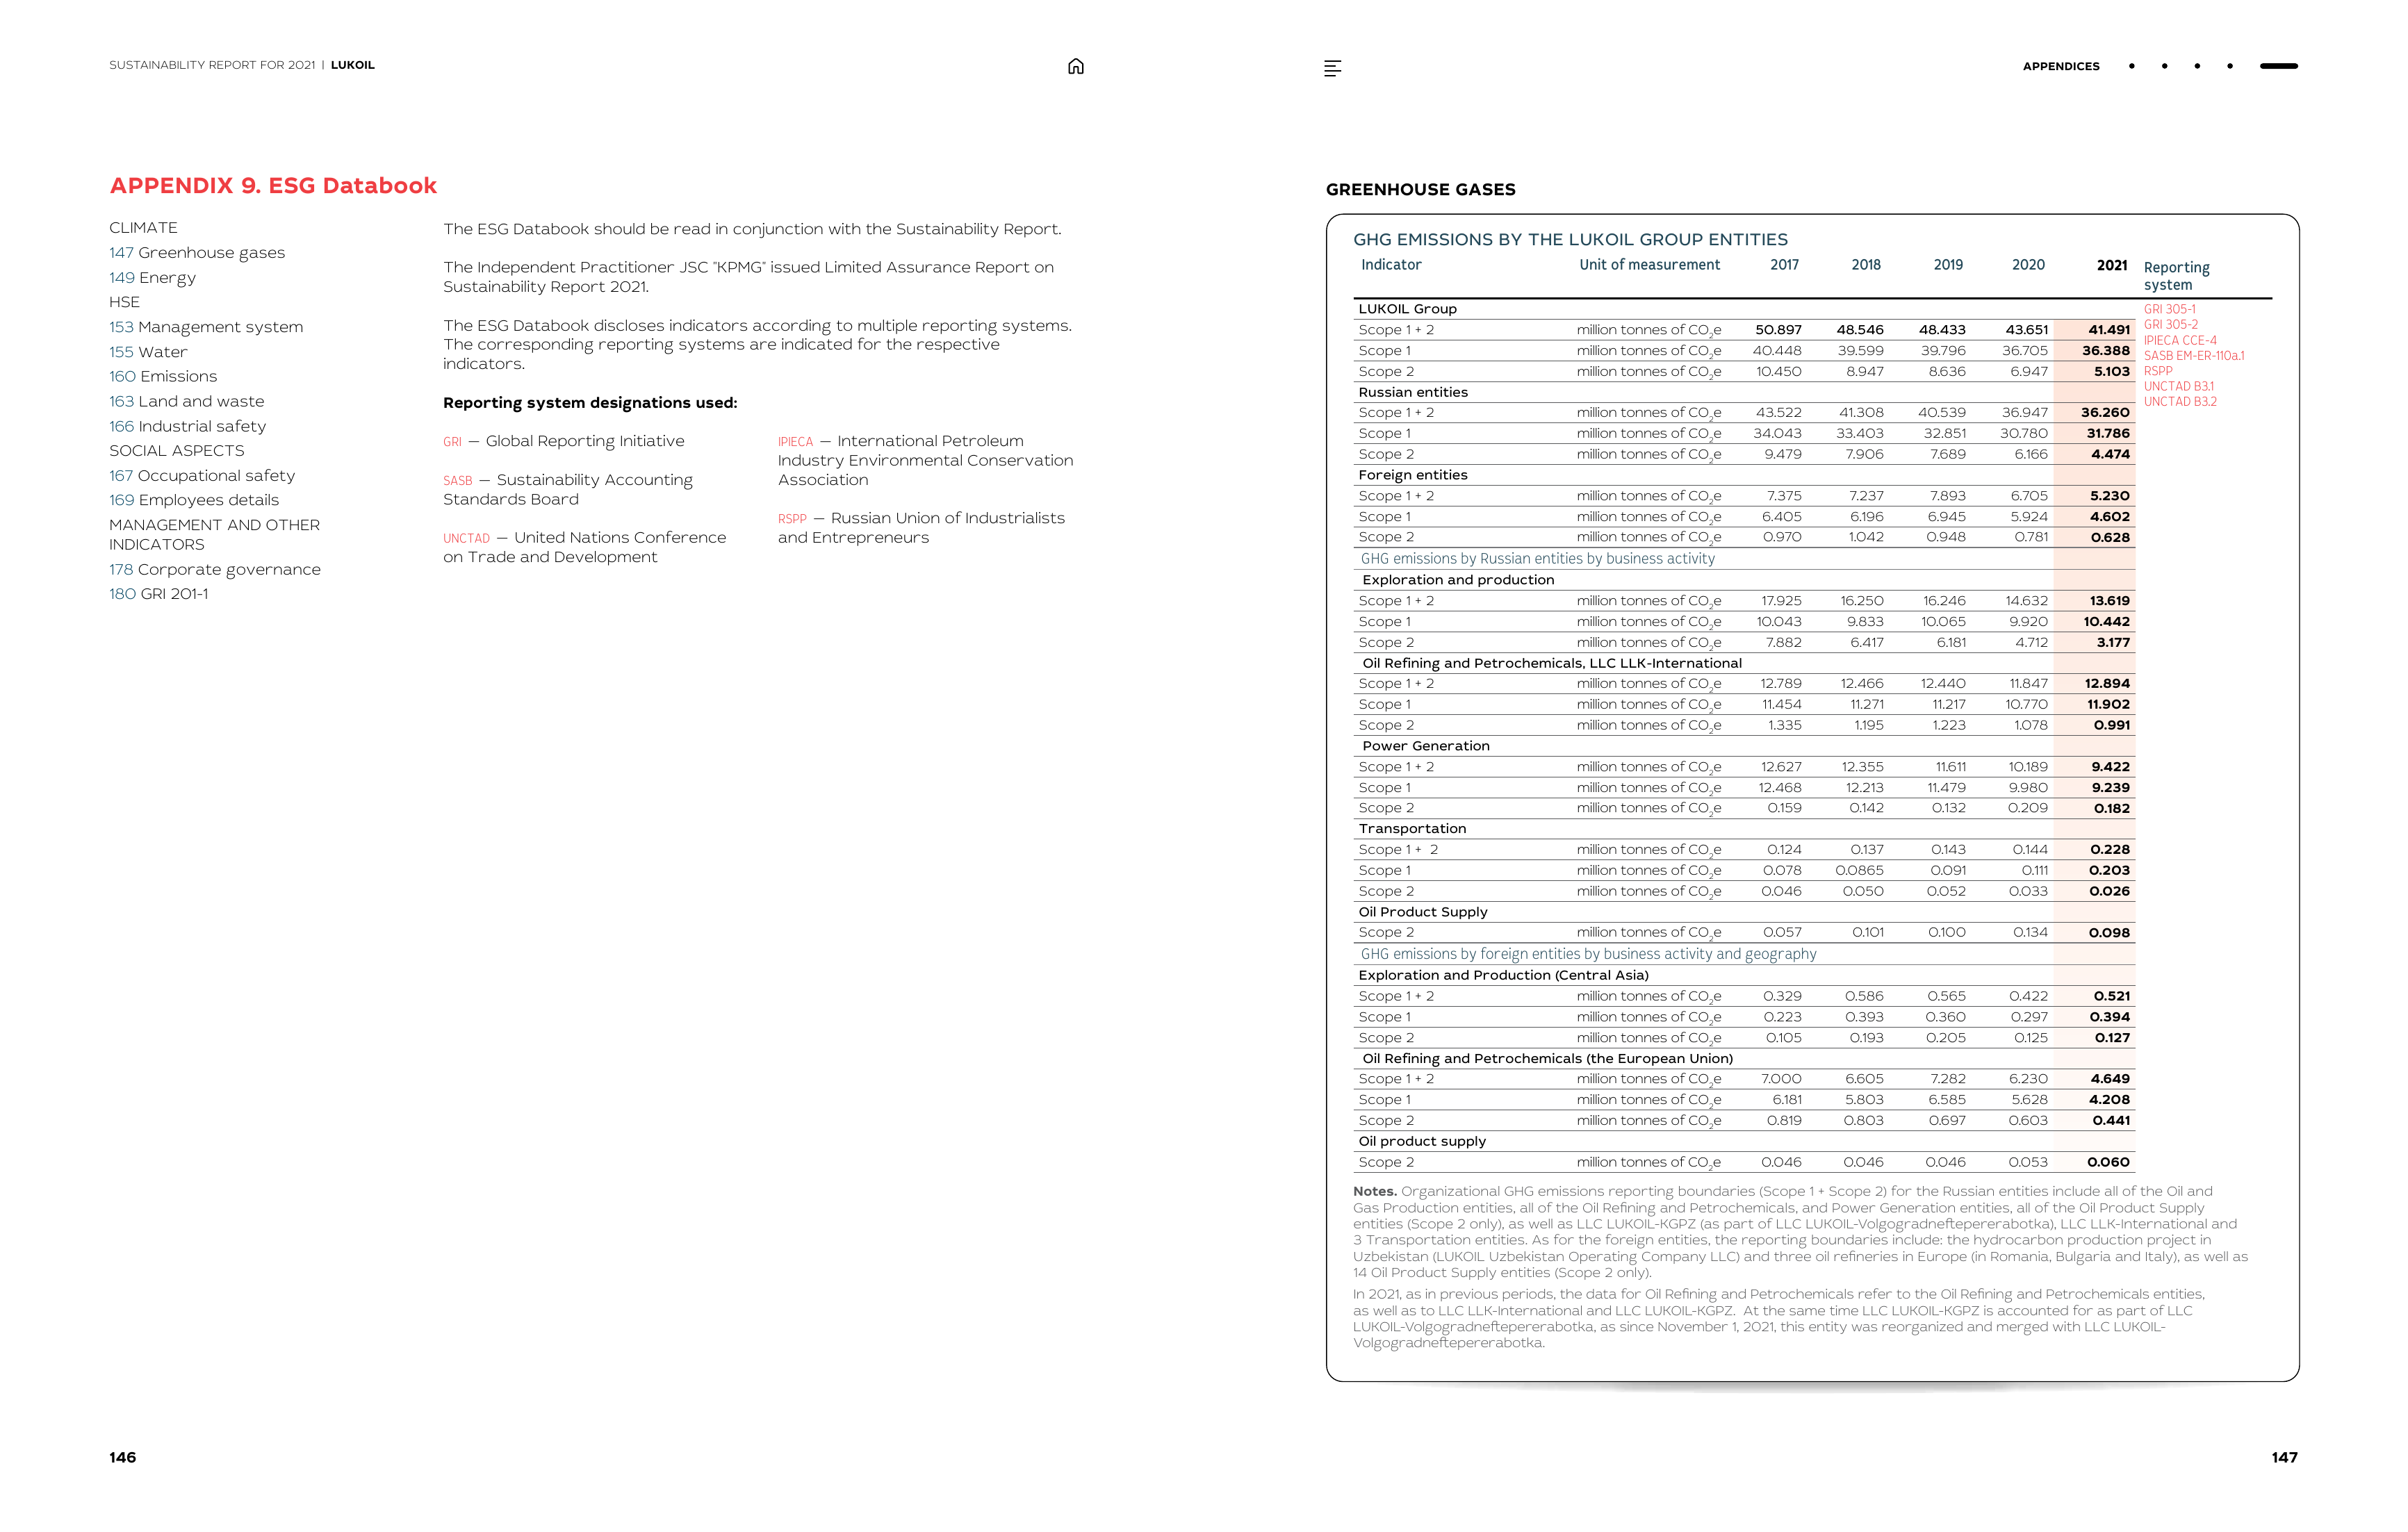 SUSTAINABILITY REPORT FOR 2021 | LUKOIL
APPENDICES
APPENDIX 9. ESG Databook
CLIMATE
147 Greenhouse gases
149 Energy
HSE
153 Management system
155 Water
160 Emissions
163 Land and waste
166 Industrial safety
SOCIAL ASPECTS
167 Occupational safety
169 Employees details
MANAGEMENT AND OTHER
INDICATORS
178 Corporate governance
180 GRI 201-1
The ESG Databook should be read in conjunction with the Sustainability Report.
The Independent Practitioner JSC "KPMG" issued Limited Assurance Report on
Sustainability Report 2021.
The ESG Databook discloses indicators according to multiple reporting systems.
The corresponding reporting systems are indicated for the respective
indicators.
Reporting system designations used:
GRI — Global Reporting Initiative
SASB — Sustainability Accounting
Standards Board
UNCTAD — United Nations Conference
on Trade and Development
IPIECA — International Petroleum
Industry Environmental Conservation
Association
RSPP — Russian Union of Industrialists
and Entrepreneurs
146
GREENHOUSE GASES
GHG EMISSIONS BY THE LUKOIL GROUP ENTITIES
Indicator Unit of measurement 2017 2018 2019 2020 2021 Reporting
system
LUKOIL Group
Scope 1 + 2 million tonnes of CO₂e 50.897 48.546 48.433 43.651 41.491
Scope 1 million tonnes of CO₂e 40.448 39.599 39.796 36.705 36.388
Scope 2 million tonnes of CO₂e 10.450 8.947 8.636 6.947 5.103
GRI 305-1
GRI 305-2
IPIECA CCE-4
SASB EM-ER-110a.1
RSPP
UNCTAD B3.1
UNCTAD B3.2
Russian entities
Scope 1 + 2 million tonnes of CO₂e 43.522 41.308 40.539 36.947 36.260
Scope 1 million tonnes of CO₂e 34.043 33.403 32.851 30.780 31.786
Scope 2 million tonnes of CO₂e 9.479 7.906 7.689 6.166 4.474
Foreign entities
Scope 1 + 2 million tonnes of CO₂e 7.375 7.237 7.893 6.705 5.230
Scope 1 million tonnes of CO₂e 6.405 6.196 6.945 5.924 4.602
Scope 2 million tonnes of CO₂e 0.970 1.042 0.948 0.781 0.628
GHG emissions by Russian entities by business activity
Exploration and production
Scope 1 + 2 million tonnes of CO₂e 17.925 16.250 16.246 14.632 13.619
Scope 1 million tonnes of CO₂e 10.043 9.833 10.065 9.920 10.442
Scope 2 million tonnes of CO₂e 7.882 6.417 6.181 4.712 3.177
Oil Refining and Petrochemicals, LLC LLK-International
Scope 1 + 2 million tonnes of CO₂e 12.789 12.466 12.440 11.847 12.894
Scope 1 million tonnes of CO₂e 11.454 11.271 11.217 10.770 11.902
Scope 2 million tonnes of CO₂e 1.335 1.195 1.223 1.078 0.991
Power Generation
Scope 1 + 2 million tonnes of CO₂e 12.627 12.355 11.611 10.189 9.422
Scope 1 million tonnes of CO₂e 12.468 12.213 11.479 9.980 9.239
Scope 2 million tonnes of CO₂e 0.159 0.142 0.132 0.209 0.182
Transportation
Scope 1 + 2 million tonnes of CO₂e 0.124 0.137 0.143 0.144 0.228
Scope 1 million tonnes of CO₂e 0.078 0.0865 0.091 0.111 0.203
Scope 2 million tonnes of CO₂e 0.046 0.050 0.052 0.033 0.026
Oil Product Supply
Scope 2 million tonnes of CO₂e 0.057 0.101 0.100 0.134 0.098
GHG emissions by foreign entities by business activity and geography
Exploration and Production (Central Asia)
Scope 1 + 2 million tonnes of CO₂e 0.329 0.586 0.565 0.422 0.521
Scope 1 million tonnes of CO₂e 0.223 0.393 0.360 0.297 0.394
Scope 2 million tonnes of CO₂e 0.105 0.193 0.205 0.125 0.127
Oil Refining and Petrochemicals (the European Union)
Scope 1 + 2 million tonnes of CO₂e 7.000 6.605 7.282 6.230 4.649
Scope 1 million tonnes of CO₂e 6.181 5.803 6.585 5.628 4.208
Scope 2 million tonnes of CO₂e 0.819 0.803 0.697 0.603 0.441
Oil product supply
Scope 2 million tonnes of CO₂e 0.046 0.046 0.046 0.053 0.060
Notes. Organizational GHG emissions reporting boundaries (Scope 1 + Scope 2) for the Russian entities include all of the Oil and
Gas Production entities, all of the Oil Refining and Petrochemicals, and Power Generation entities, all of the Oil Product Supply
entities (Scope 2 only), as well as LLC LUKOIL-KGPZ (as part of LLC LUKOIL-Volgogradneftepererabotka), LLC LLK-International and
3 Transportation entities. As for the foreign entities, the reporting boundaries include: the hydrocarbon production project in
Uzbekistan (LUKOIL Uzbekistan Operating Company LLC) and three oil refineries in Europe (in Romania, Bulgaria and Italy), as well as
14 Oil Product Supply entities (Scope 2 only).
In 2021, as in previous periods, the data for Oil Refining and Petrochemicals refer to the Oil Refining and Petrochemicals entities,
as well as to LLC LLK-International and LLC LUKOIL-KGPZ. At the same time LLC LUKOIL-KGPZ is accounted for as part of LLC
LUKOIL-Volgogradneftepererabotka, as since November 1, 2021, this entity was reorganized and merged with LLC LUKOIL-
Volgogradneftepererabotka.
147